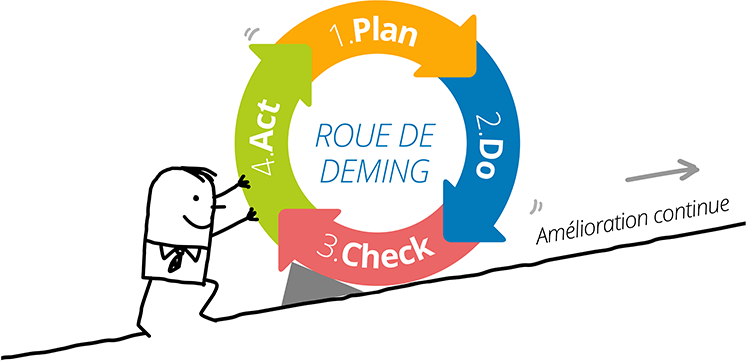 1.Plan
2.Do
3.Check
4.Act
ROUE DE
DEMING
Amélioration continue